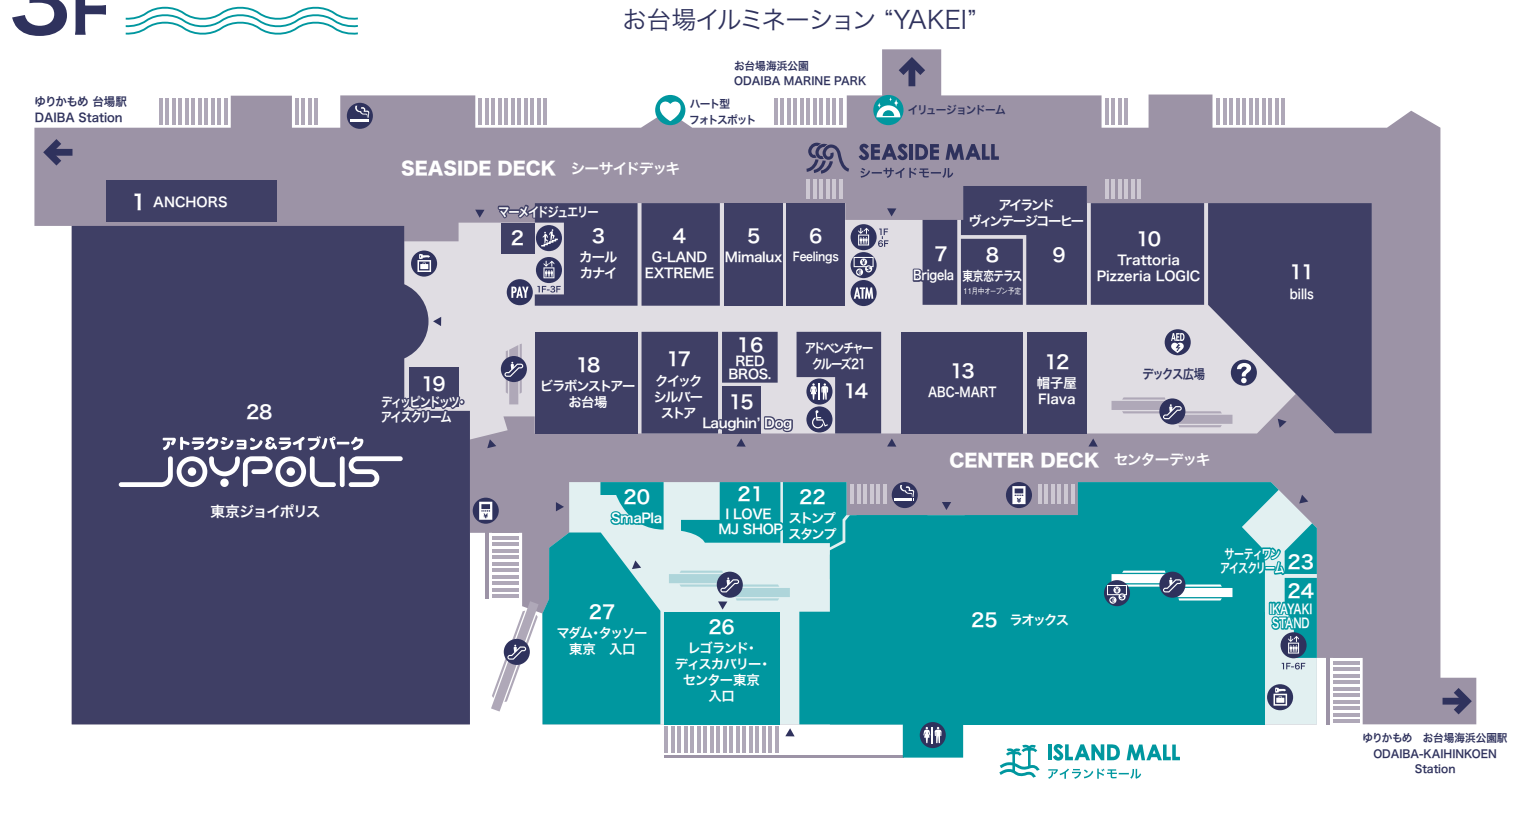 3F
お台場イルミネーション “YAKEI”
お台場海浜公園
ODAIBA MARINE PARK
ゆりかもめ 台場駅
DAIBA Station
ハート型
フォトスポット
イリュージョンドーム
SEASIDE DECK シーサイドデッキ
SEASIDE MALL
シーサイドモール
1 ANCHORS
マーメイドジュエリー
2
1F-3F
PAY
3
カール
カナイ
4
G-LAND
EXTREME
5
Mimalux
6
Feelings
1F
-
6F
ATM
7
Brigela
アイランド
ヴィンテージコーヒー
8
東京恋テラス
11月中オープン予定
9
10
Trattoria
Pizzeria LOGIC
11
bills
18
ビラボンストアー
お台場
17
クイック
シルバー
ストア
16
RED
BROS.
15
Laughin' Dog
アドベンチャー
クルーズ21
14
13
ABC-MART
12
帽子屋
Flava
AED
デックス広場
?
19
ディッピンドッツ・
アイスクリーム
28
アトラクション&ライブパーク
JOYPOLIS
東京ジョイポリス
CENTER DECK センターデッキ
20
SmaPla
21
I LOVE
MJ SHOP
22
ストンプ
スタンプ
サーティワン
アイスクリーム
23
24
IKAYAKI
STAND
1F-6F
25 ラオックス
27
マダム・タッソー
東京 入口
26
レゴランド・
ディスカバリー・
センター東京
入口
ISLAND MALL
アイランドモール
ゆりかもめ お台場海浜公園駅
ODAIBA-KAIHINKOEN
Station